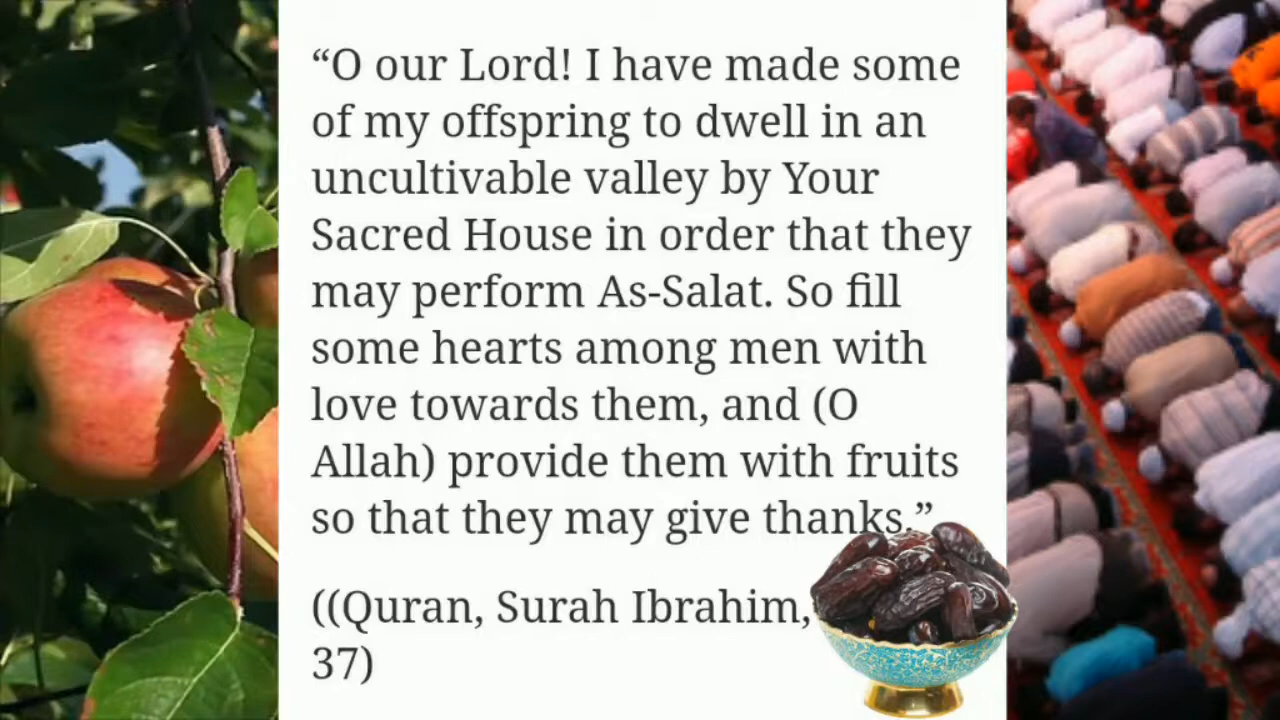 “O our Lord! I have made some
of my offspring to dwell in an
uncultivable valley by Your
Sacred House in order that they
may perform As-Salat. So fill
some hearts among men with
love towards them, and (O
Allah) provide them with fruits
so that they may give thanks.”
((Quran, Surah Ibrahim,
37)